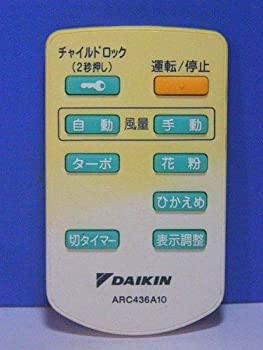 チャイルドロック 運転/停止
(2秒押し)
自動 風量 手動
ターボ 花粉
ひかえめ
切タイマー 表示調整
DAIKIN
ARC436A10